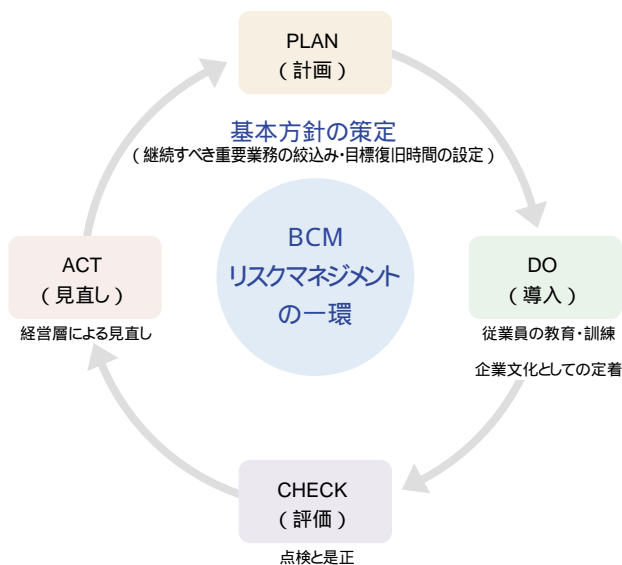 PLAN
（計画）
基本方針の策定
（継続すべき重要業務の絞込み・目標復旧時間の設定）
BCM
リスクマネジメント
の一環
ACT
（見直し）
経営層による見直し
DO
（導入）
従業員の教育・訓練
企業文化としての定着
CHECK
（評価）
点検と是正